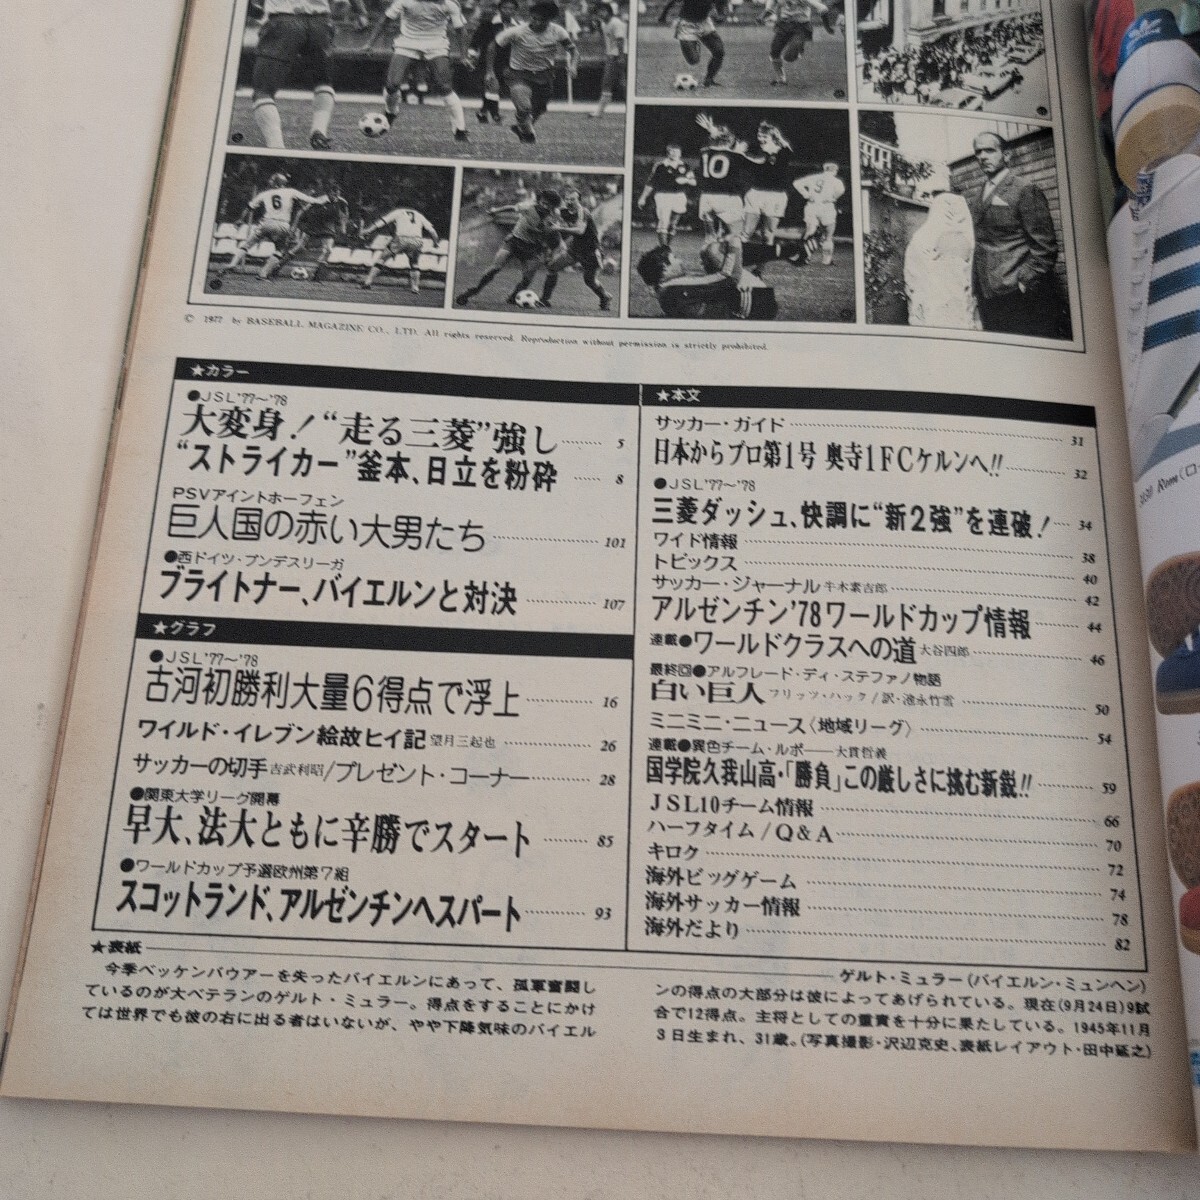 6
7
10
3
© 1977 by BASEBALL MAGAZINE CO., LTD. All rights reserved. Reproduction without permission is strictly prohibited.
★カラー
●JSL'77〜'78
大変身！“走る三菱”強し 5
“ストライカー”釜本、日立を粉砕 8
PSVアイントホーフェン
巨人国の赤い大男たち 101
●西ドイツ・ブンデスリーガ
ブライトナー、バイエルンと対決 107
★グラフ
●JSL'77〜'78
古河初勝利大量6得点で浮上 16
ワイルド・イレブン絵故ヒイ記 望月三起也 26
サッカーの切手 吉武利昭/プレゼント・コーナー 28
●関東大学リーグ開幕
早大、法大ともに辛勝でスタート 85
●ワールドカップ予選欧州第7組
スコットランド、アルゼンチンへスパート 93
★本文
サッカー・ガイド 31
日本からプロ第1号 奥寺1FCケルンへ!! 32
●JSL'77〜'78
三菱ダッシュ、快調に“新2強”を連破！ 34
ワイド情報 38
トピックス 40
サッカー・ジャーナル 牛木素吉郎 42
アルゼンチン'78ワールドカップ情報 44
連載●ワールドクラスへの道 大谷四郎 46
最終回●アルフレード・ディ・ステファノ物語
白い巨人 フリッツ・ハック/訳・池永竹雪 50
ミニミニ・ニュース〈地域リーグ〉 54
連載●異色チーム・ルポ──大貫哲義
国学院久我山高・「勝負」この厳しさに挑む新鋭!! 59
JSL10チーム情報 66
ハーフタイム/Q&A 70
キロク 72
海外ビッグゲーム 74
海外サッカー情報 78
海外だより 82
★表紙 ゲルト・ミュラー(バイエルン・ミュンヘン)
今季ベッケンバウアーを失ったバイエルンにあって、孤軍奮闘し
ているのが大ベテランのゲルト・ミュラー。得点をすることにかけ
ては世界でも彼の右に出る者はいないが、やや下降気味のバイエル
ンの得点の大部分は彼によってあげられている。現在(9月24日)9試
合で12得点。主将としての重責を十分に果たしている。1945年11月
3日生まれ、31歳。(写真撮影・沢辺克史、表紙レイアウト・田中延之)